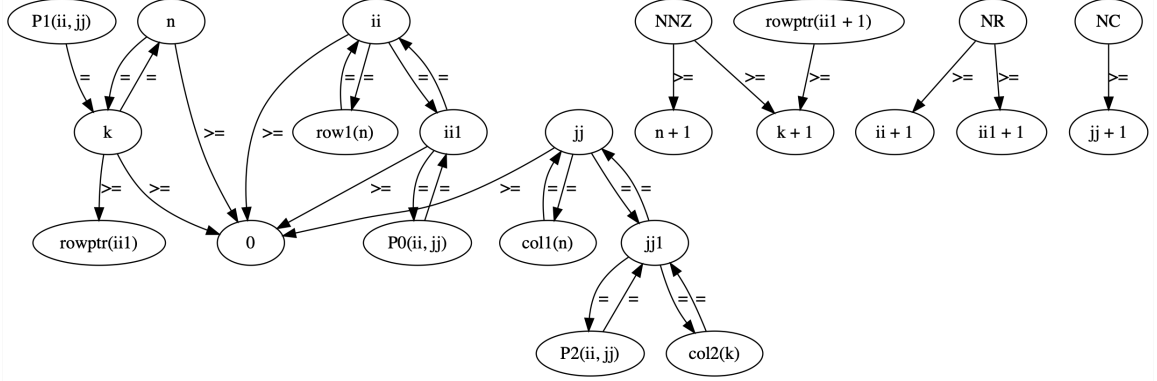 P1(ii, jj)
n
ii
NNZ
rowptr(ii1 + 1)
NR
NC
=
=
=
>=
>=
=
=
=
=
>=
>=
>=
>=
>=
>=
k
row1(n)
ii1
jj
n + 1
k + 1
ii + 1
ii1 + 1
jj + 1
>=
>=
>=
=
=
>=
=
=
=
=
rowptr(ii1)
0
P0(ii, jj)
col1(n)
jj1
=
=
=
=
P2(ii, jj)
col2(k)